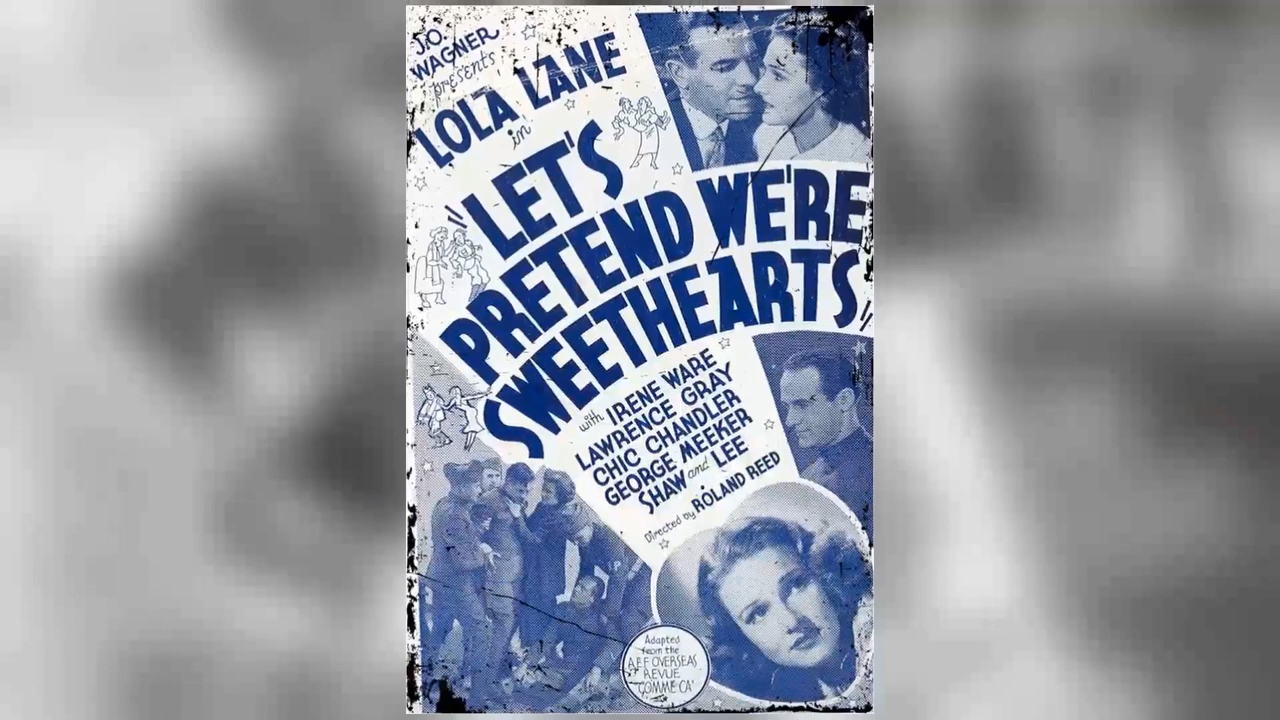 J.O.
WAGNER
presents
LOLA LANE
in
"LET'S
PRETEND WE'RE
SWEETHEARTS"
with IRENE WARE
LAWRENCE GRAY
CHIC CHANDLER
GEORGE MEEKER
SHAW and LEE
Directed by ROLAND REED
Adapted
from the
A.E.F. OVERSEAS
REVUE
"COMME CA"